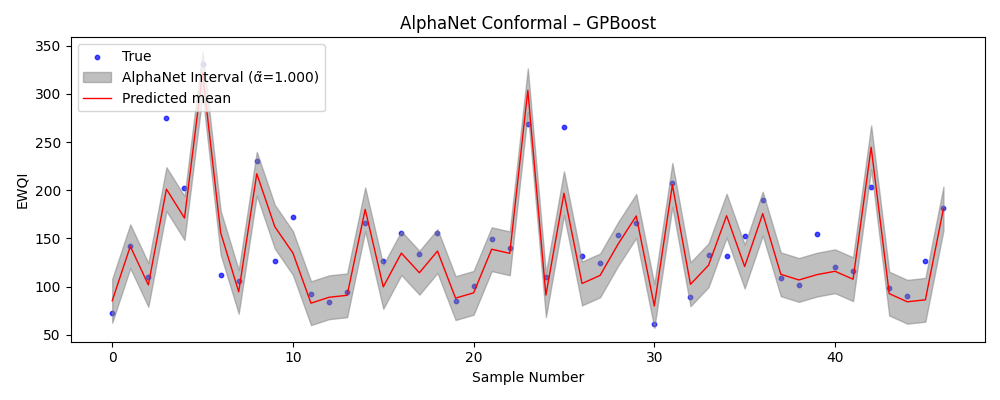 AlphaNet Conformal – GPBoost
350
300
250
200
150
100
50
EWQI
True
AlphaNet Interval (α̃=1.000)
Predicted mean
0
10
20
30
40
Sample Number